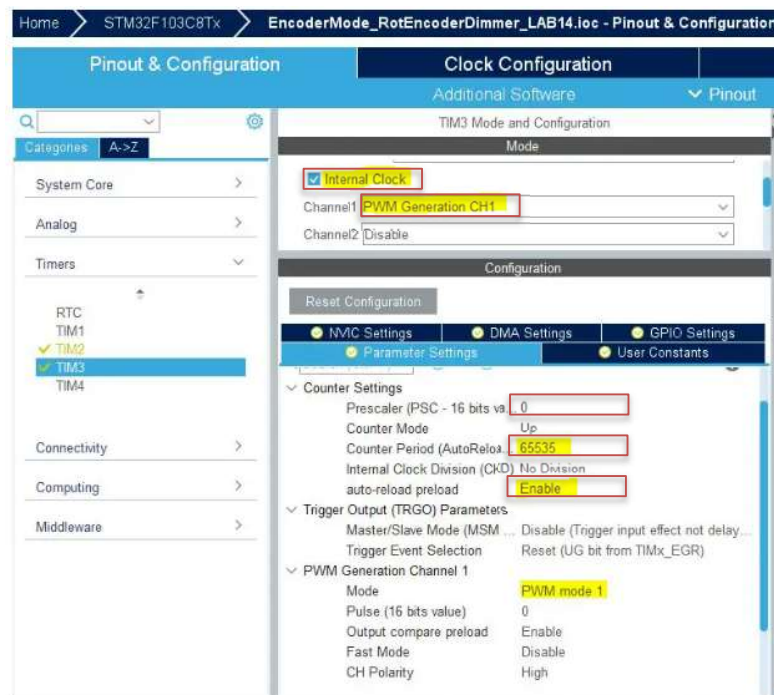 Home STM32F103C8Tx EncoderMode_RotEncoderDimmer_LAB14.ioc - Pinout & Configuration
Pinout & Configuration Clock Configuration
Additional Software Pinout
TIM3 Mode and Configuration
Categories A->Z
Mode
System Core
Internal Clock
Channel1 PWM Generation CH1
Analog
Channel2 Disable
Timers
Configuration
Reset Configuration
RTC
TIM1
TIM2
TIM3
TIM4
NVIC Settings DMA Settings GPIO Settings
Parameter Settings User Constants
Counter Settings
Prescaler (PSC - 16 bits va... 0
Counter Mode Up
Connectivity
Counter Period (AutoReloa... 65535
Internal Clock Division (CKD) No Division
Computing
auto-reload preload Enable
Trigger Output (TRGO) Parameters
Middleware
Master/Slave Mode (MSM ... Disable (Trigger input effect not delay...
Trigger Event Selection Reset (UG bit from TIMx_EGR)
PWM Generation Channel 1
Mode PWM mode 1
Pulse (16 bits value) 0
Output compare preload Enable
Fast Mode Disable
CH Polarity High